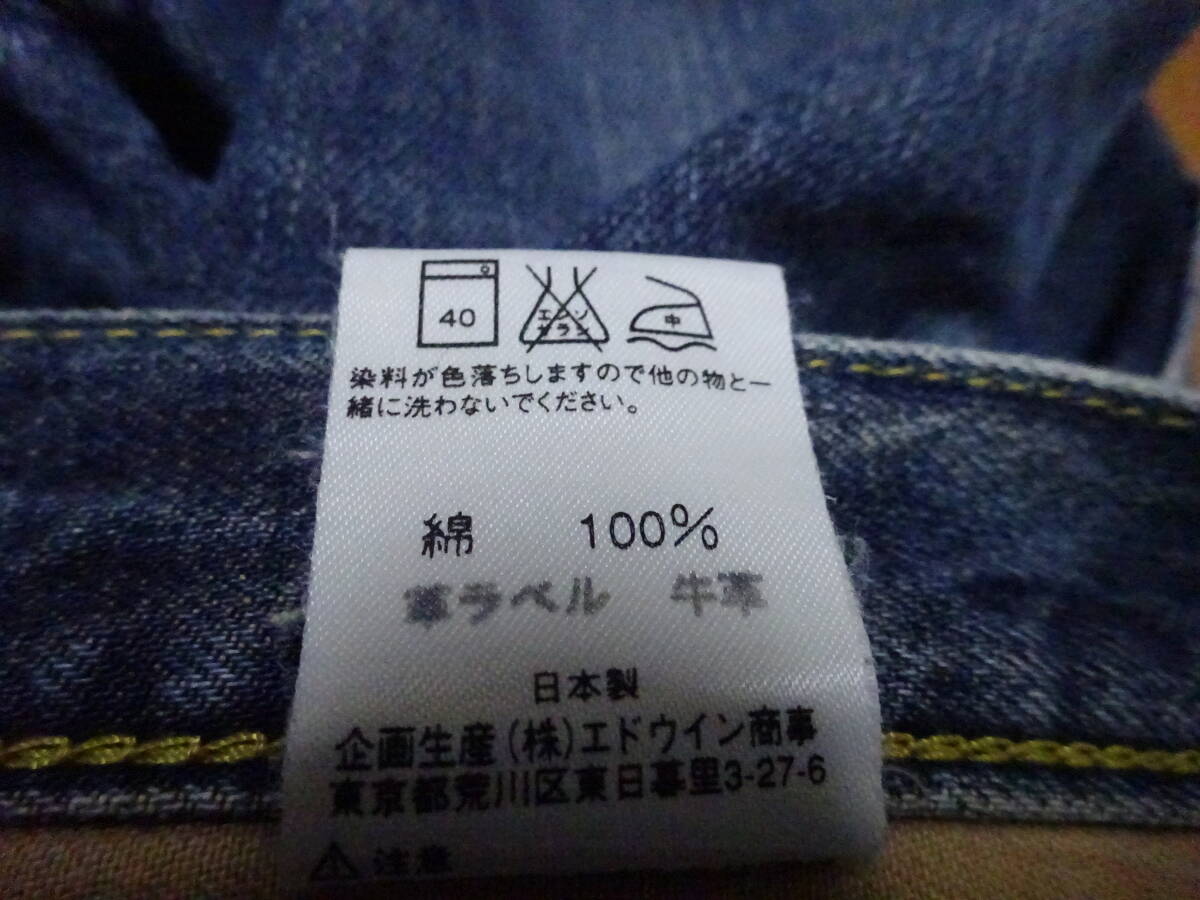 40
エンソ
サラシ
中
染料が色落ちしますので他の物と一
緒に洗わないでください。
綿 100%
革ラベル 牛革
日本製
企画生産(株)エドウイン商事
東京都荒川区東日暮里3-27-6
⚠注意